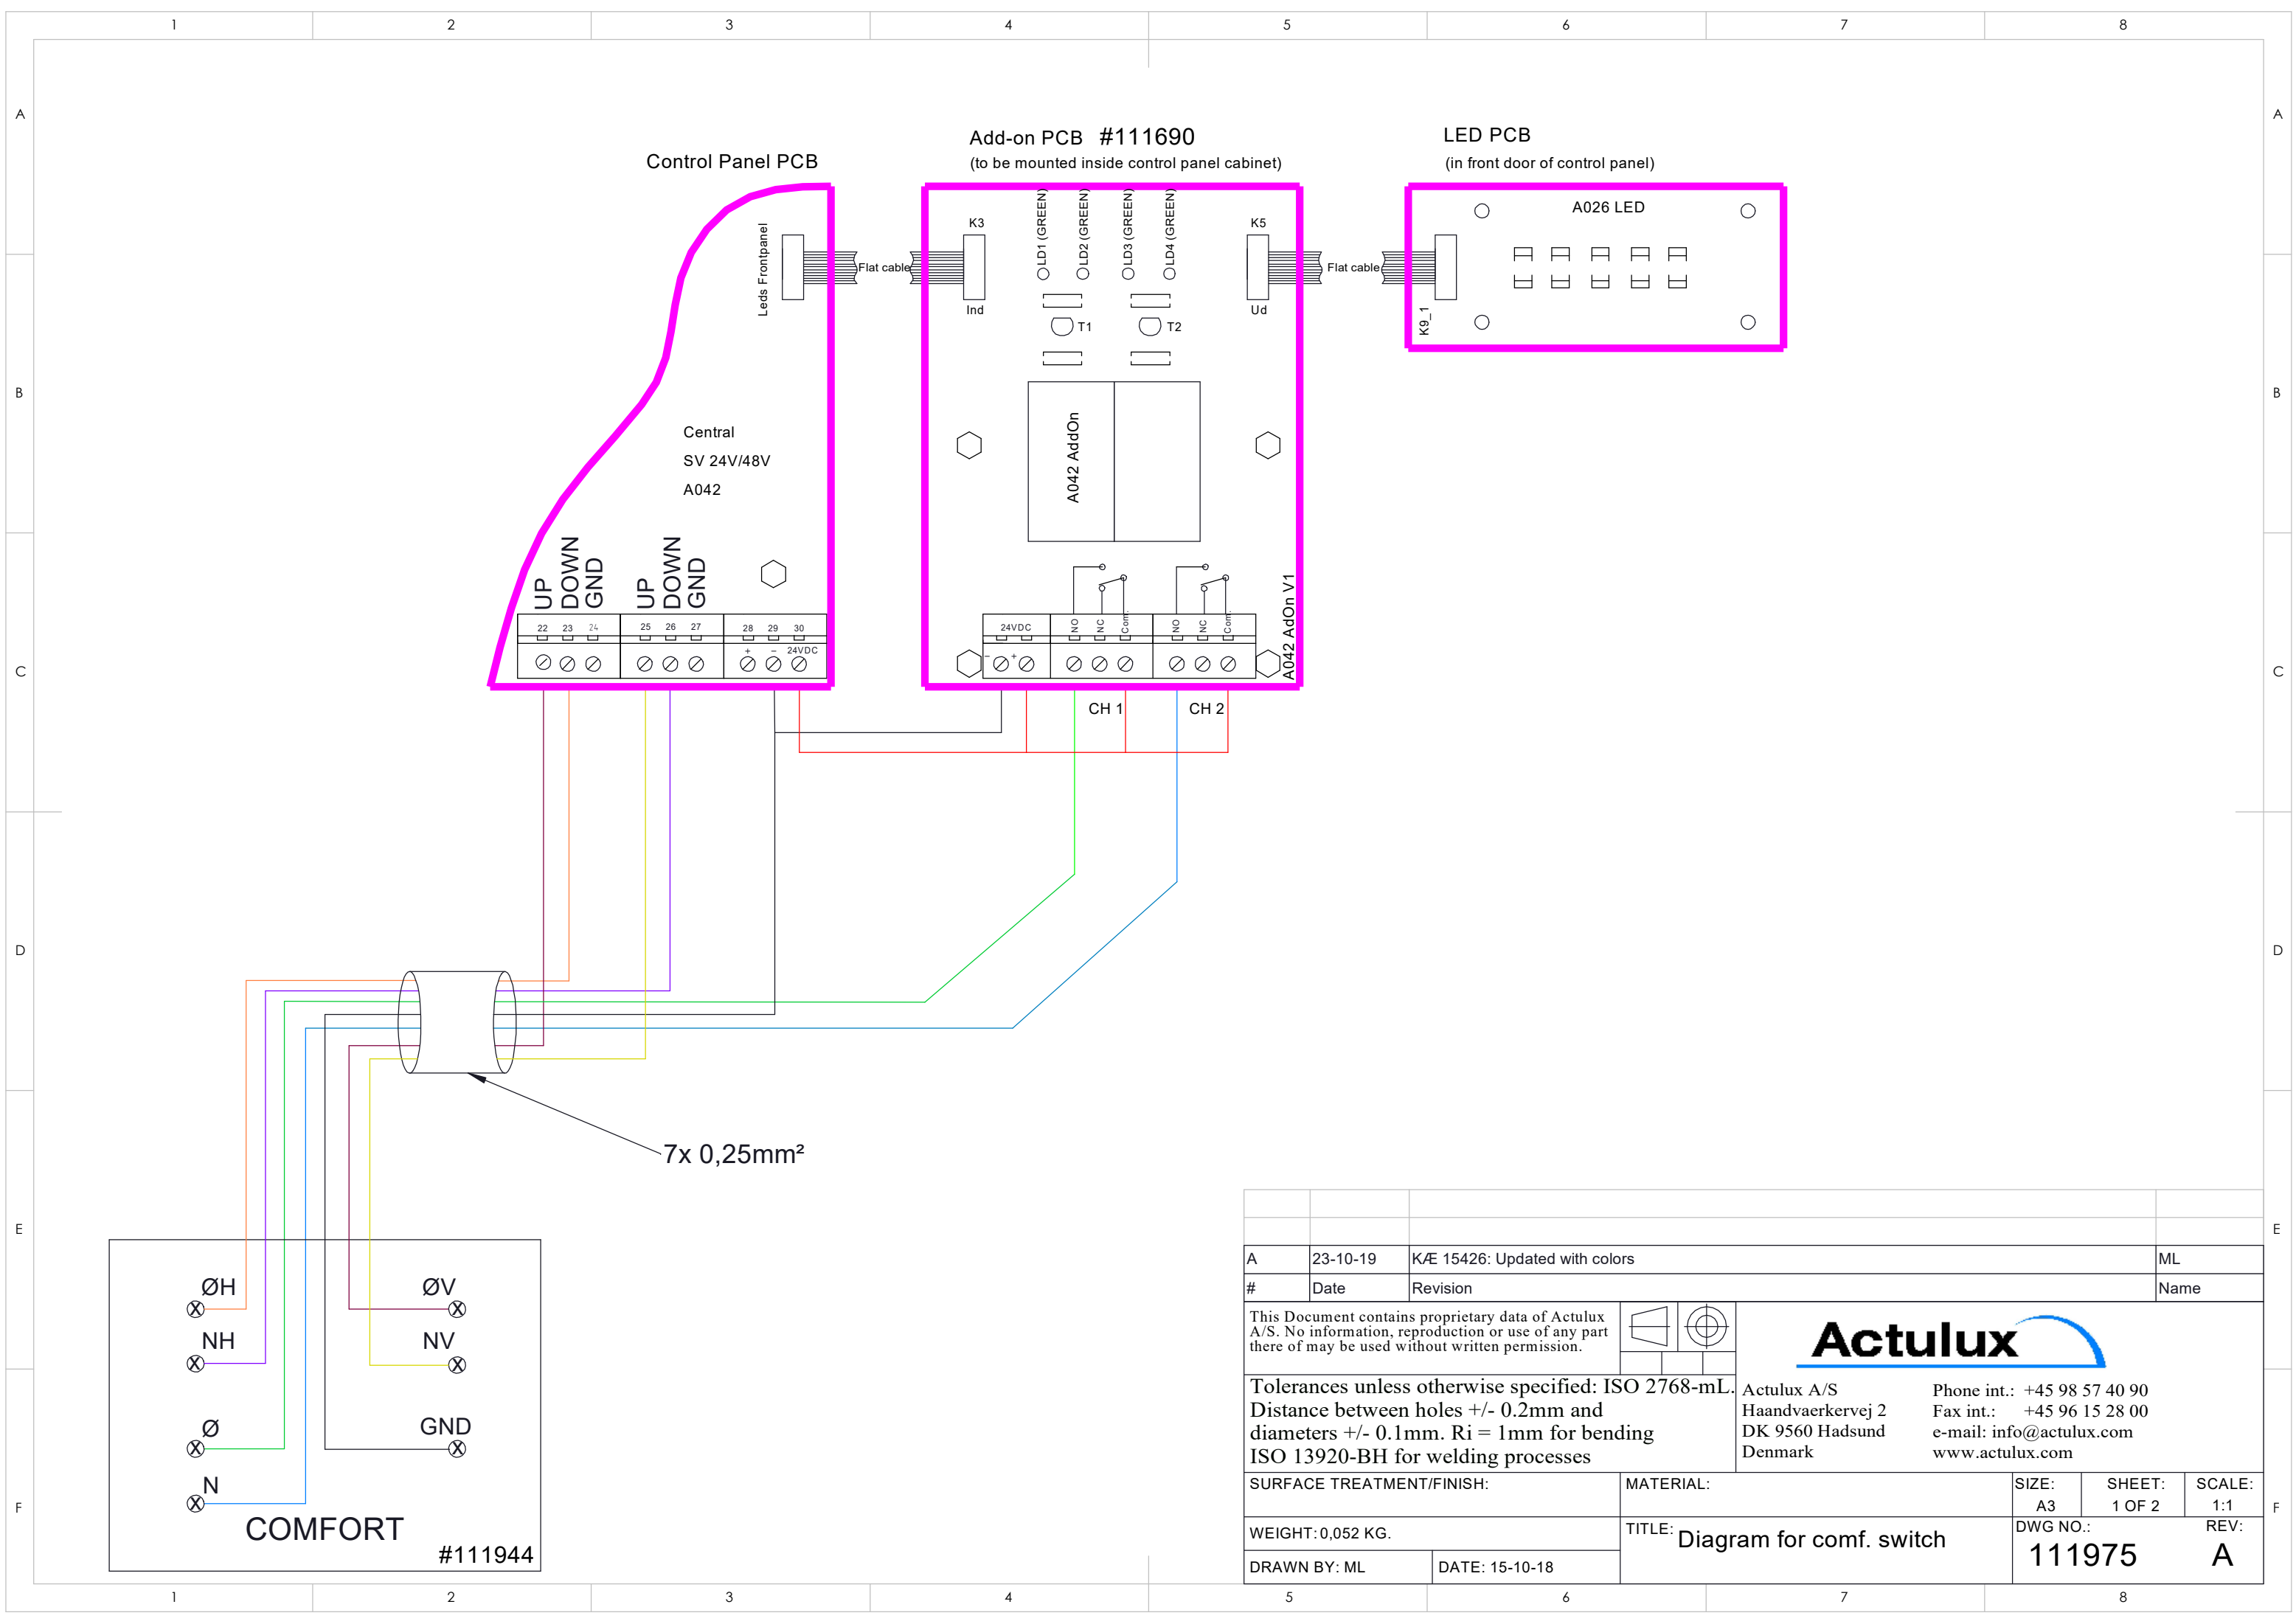 1 2 3 4 5 6 7 8
A A
B B
C C
D D
E E
F F
Control Panel PCB
Add-on PCB #111690
(to be mounted inside control panel cabinet)
LED PCB
(in front door of control panel)
Leds Frontpanel
Flat cable
K3
Ind
LD1 (GREEN)
LD2 (GREEN)
LD3 (GREEN)
LD4 (GREEN)
T1
T2
K5
Ud
Flat cable
A026 LED
K9_1
Central
SV 24V/48V
A042
A042 AddOn
UP
DOWN
GND
UP
DOWN
GND
22 23 24 25 26 27 28 29 30
+ − 24VDC
24VDC
NO
NC
Com.
NO
NC
Com.
− +
A042 AdOn V1
CH 1
CH 2
7x 0,25mm²
ØH
ØV
NH
NV
Ø
GND
N
COMFORT
#111944
A 23-10-19 KÆ 15426: Updated with colors ML
# Date Revision Name
This Document contains proprietary data of Actulux
A/S. No information, reproduction or use of any part
there of may be used without written permission.
Tolerances unless otherwise specified: ISO 2768-mL.
Distance between holes +/- 0.2mm and
diameters +/- 0.1mm. Ri = 1mm for bending
ISO 13920-BH for welding processes
Actulux
Actulux A/S
Haandvaerkervej 2
DK 9560 Hadsund
Denmark
Phone int.: +45 98 57 40 90
Fax int.: +45 96 15 28 00
e-mail: info@actulux.com
www.actulux.com
SURFACE TREATMENT/FINISH:
MATERIAL:
SIZE:
A3
SHEET:
1 OF 2
SCALE:
1:1
WEIGHT: 0,052 KG.
TITLE: Diagram for comf. switch
DWG NO.:
111975
REV:
A
DRAWN BY: ML
DATE: 15-10-18
1 2 3 4 5 6 7 8